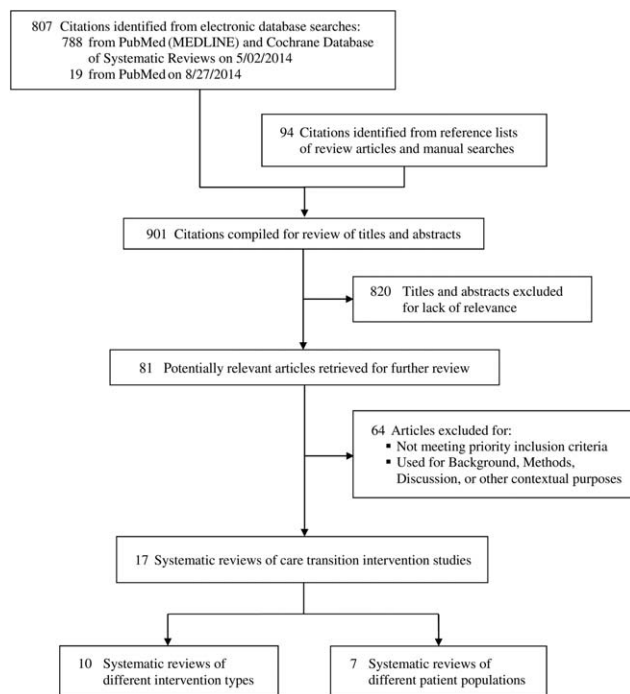 807 Citations identified from electronic database searches:
788 from PubMed (MEDLINE) and Cochrane Database
of Systematic Reviews on 5/02/2014
19 from PubMed on 8/27/2014
94 Citations identified from reference lists
of review articles and manual searches
901 Citations compiled for review of titles and abstracts
820 Titles and abstracts excluded
for lack of relevance
81 Potentially relevant articles retrieved for further review
64 Articles excluded for:
▪ Not meeting priority inclusion criteria
▪ Used for Background, Methods,
Discussion, or other contextual purposes
17 Systematic reviews of care transition intervention studies
10 Systematic reviews of
different intervention types
7 Systematic reviews of
different patient populations